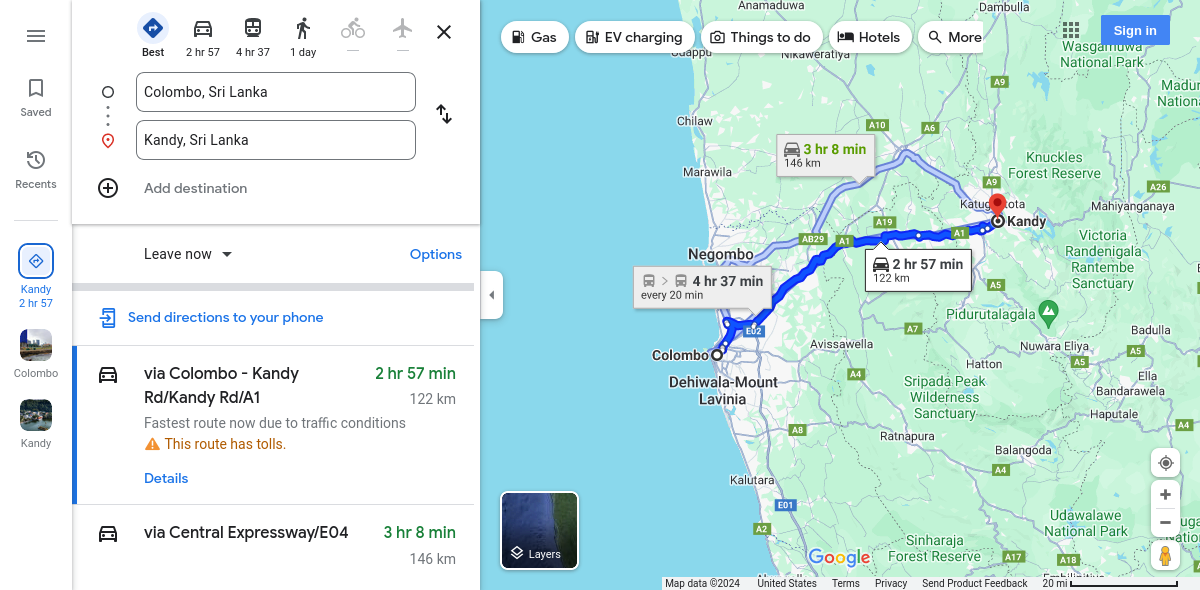 Best
2 hr 57
4 hr 37
1 day
Saved
Recents
Kandy
2 hr 57
Colombo
Kandy
Colombo, Sri Lanka
Kandy, Sri Lanka
Add destination
Leave now
Options
Send directions to your phone
via Colombo - Kandy
Rd/Kandy Rd/A1
2 hr 57 min
122 km
Fastest route now due to traffic conditions
This route has tolls.
Details
via Central Expressway/E04
3 hr 8 min
146 km
Gas
EV charging
Things to do
Hotels
More
Sign in
Anamaduwa
Dambulla
Nikaweratiya
Wasgamuwa
National Park
A9
Chilaw
A10
A6
3 hr 8 min
146 km
Knuckles
Forest Reserve
Marawila
A9
A26
Mahiyanganaya
A19
Kandy
AB29
A1
A1
Victoria
Randenigala
Rantembe
Sanctuary
Negombo
2 hr 57 min
122 km
4 hr 37 min
every 20 min
A5
Pidurutalagala
E02
A7
Badulla
Colombo
Avissawella
Nuwara Eliya
A5
A5
Hatton
Ella
Dehiwala-Mount
Lavinia
A4
Sripada Peak
Wilderness
Sanctuary
Bandarawela
Haputale
A8
Ratnapura
A4
Balangoda
A4
Kalutara
E01
A2
Udawalawe
National Park
Sinharaja
Forest Reserve
A17
A18
Layers
Google
Map data ©2024
United States
Terms
Privacy
Send Product Feedback
20 mi